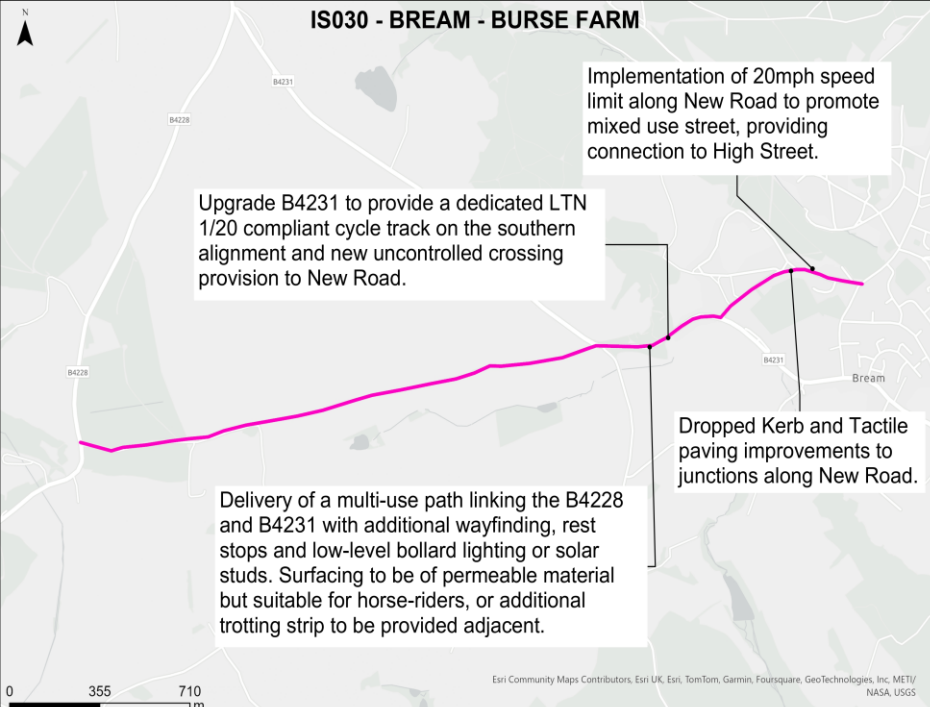 N
IS030 - BREAM - BURSE FARM
B4231
B4228
Implementation of 20mph speed
limit along New Road to promote
mixed use street, providing
connection to High Street.
Upgrade B4231 to provide a dedicated LTN
1/20 compliant cycle track on the southern
alignment and new uncontrolled crossing
provision to New Road.
B4228
B4231
Bream
Dropped Kerb and Tactile
paving improvements to
junctions along New Road.
Delivery of a multi-use path linking the B4228
and B4231 with additional wayfinding, rest
stops and low-level bollard lighting or solar
studs. Surfacing to be of permeable material
but suitable for horse-riders, or additional
trotting strip to be provided adjacent.
Esri Community Maps Contributors, Esri UK, Esri, TomTom, Garmin, Foursquare, GeoTechnologies, Inc, METI/
NASA, USGS
0 355 710
m